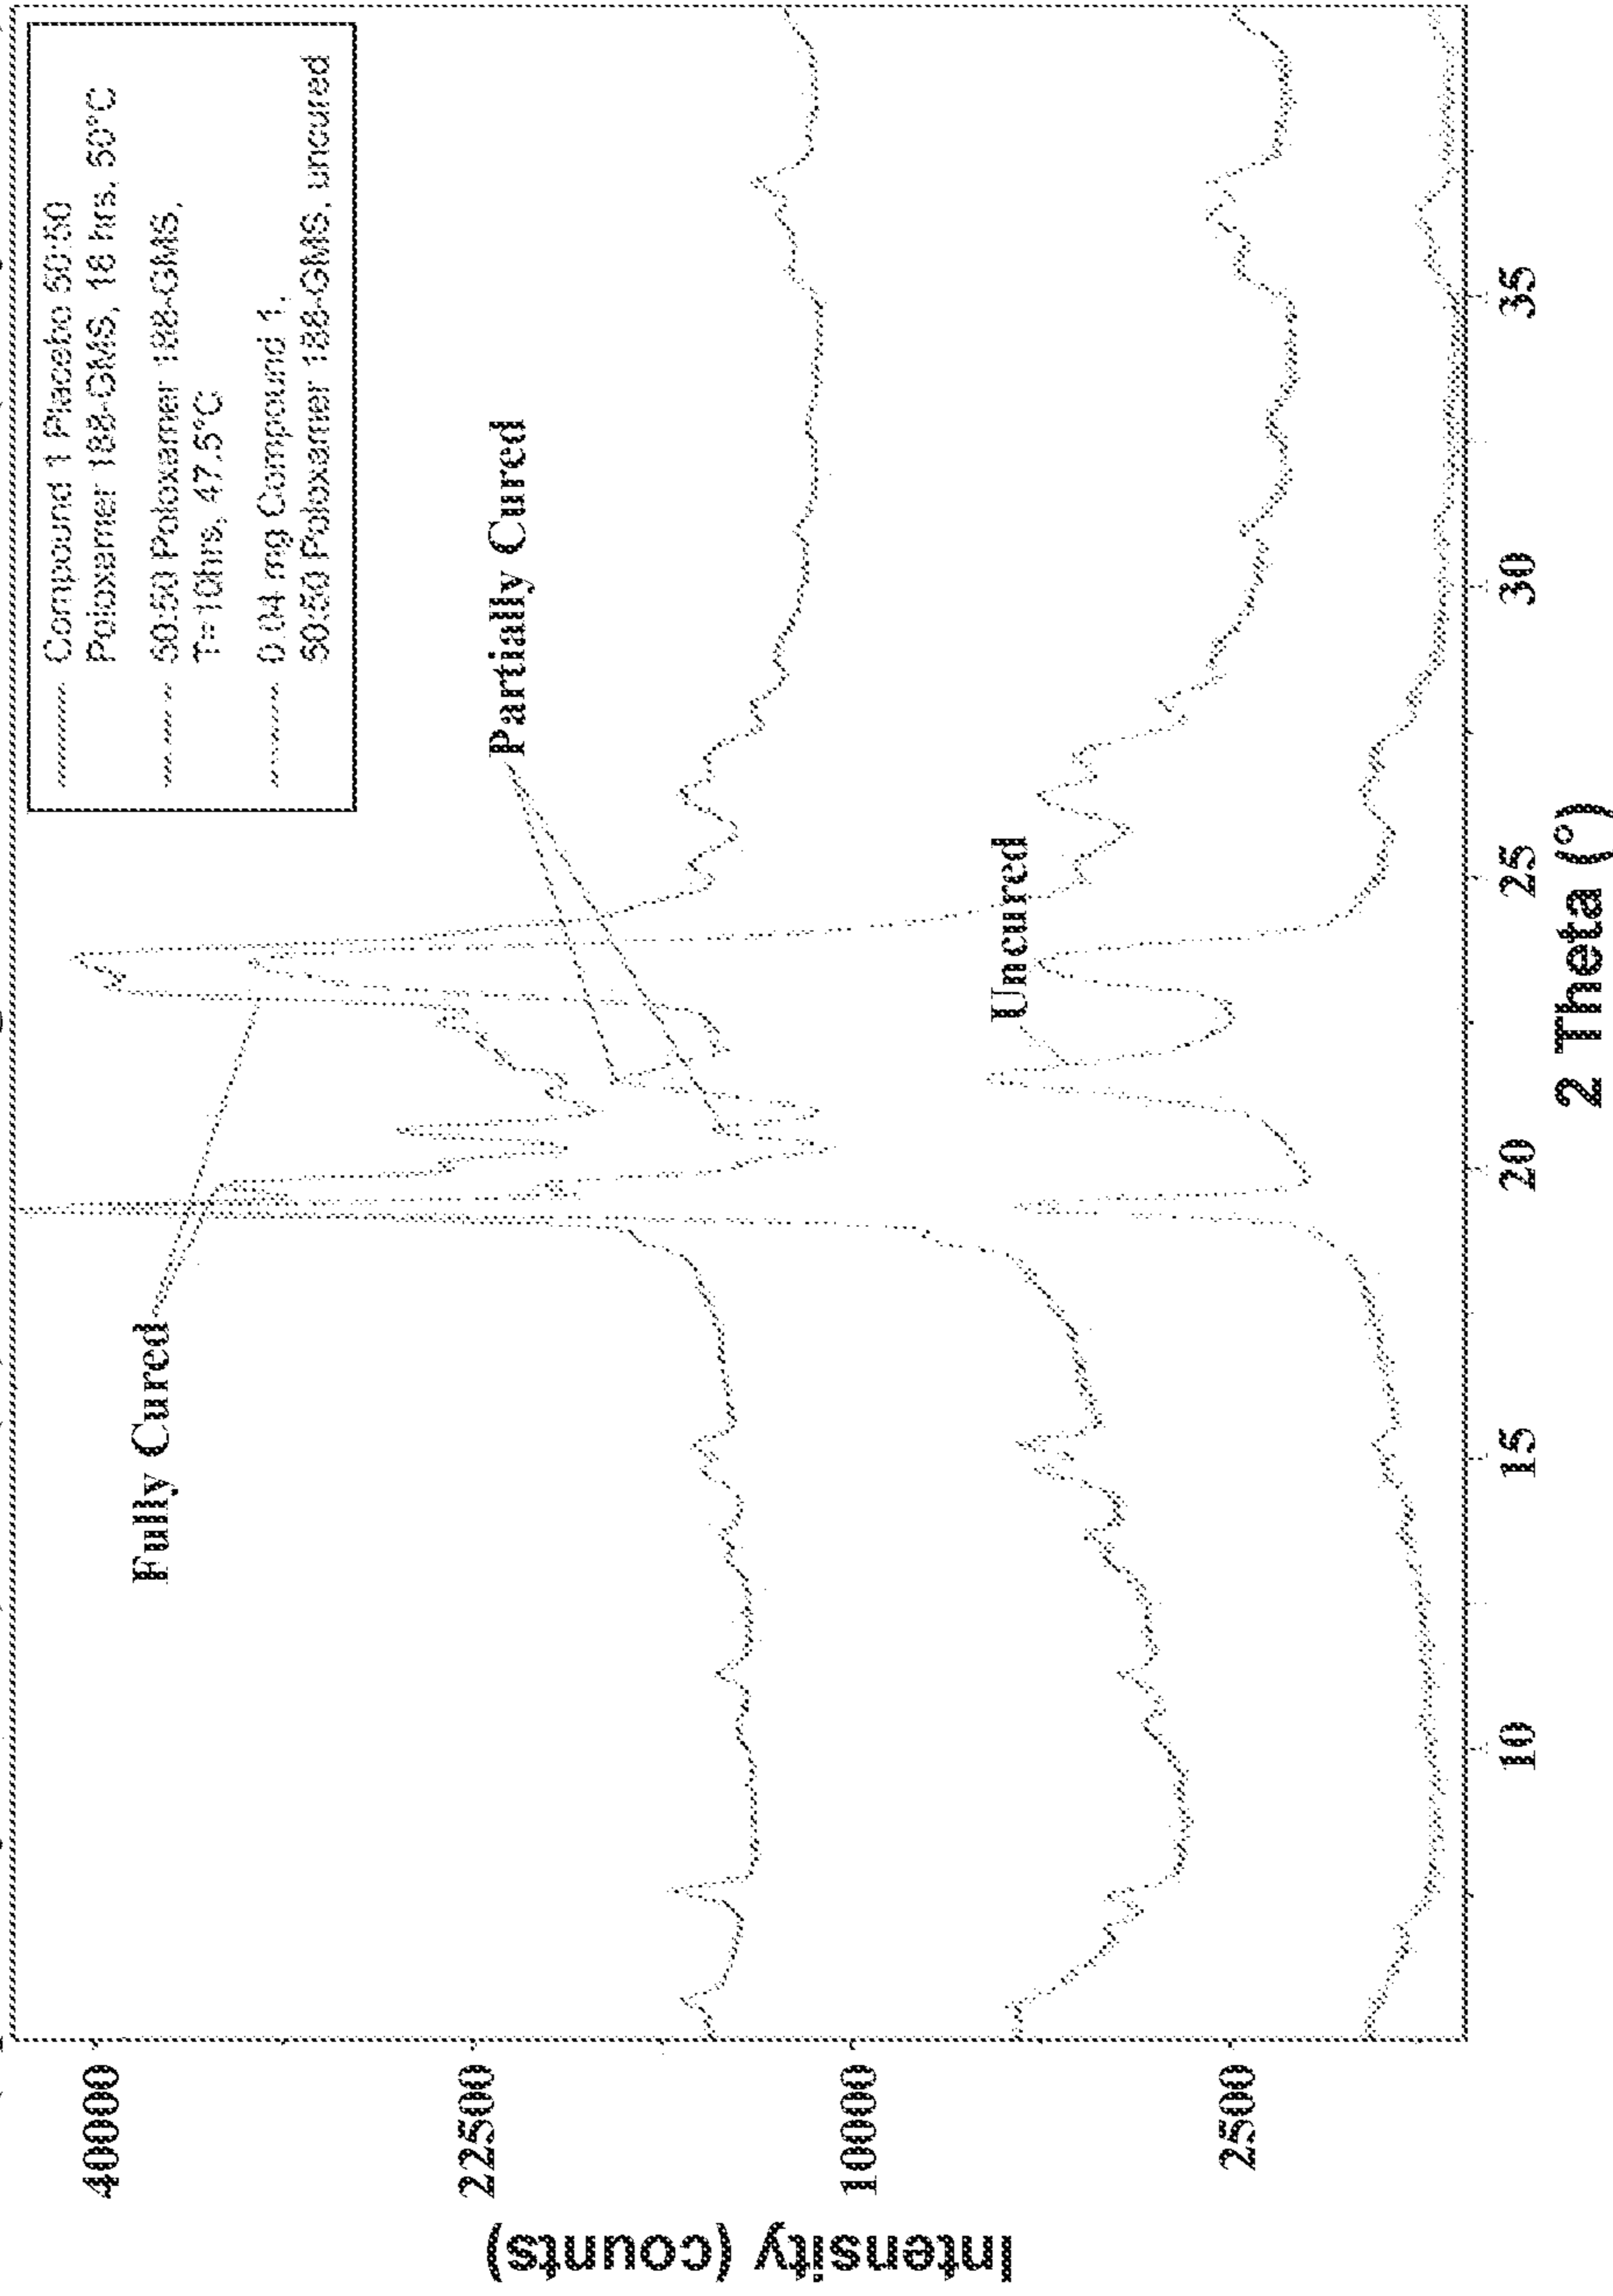 Compound 1 Placebo 50:50
Poloxamer 188-GMS, 16 hrs, 50°C
50:50 Poloxamer 188-GMS,
T=10hrs, 47.5°C
0.04 mg Compound 1,
50:50 Poloxamer 188-GMS, uncured
Fully Cured
Partially Cured
Uncured
Intensity (counts)
40000
22500
10000
2500
10
15
20
25
30
35
2 Theta (°)